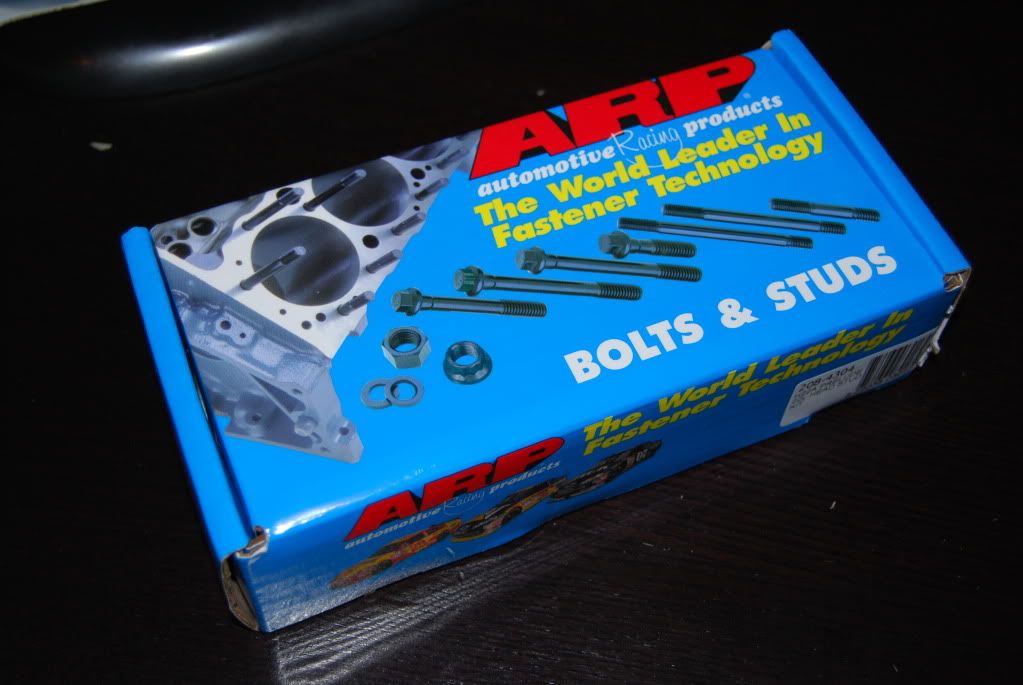 ARP
automotive Racing products
The World Leader In
Fastener Technology
BOLTS & STUDS
ARP
automotive Racing products
The World Leader In
Fastener Technology
208-4304